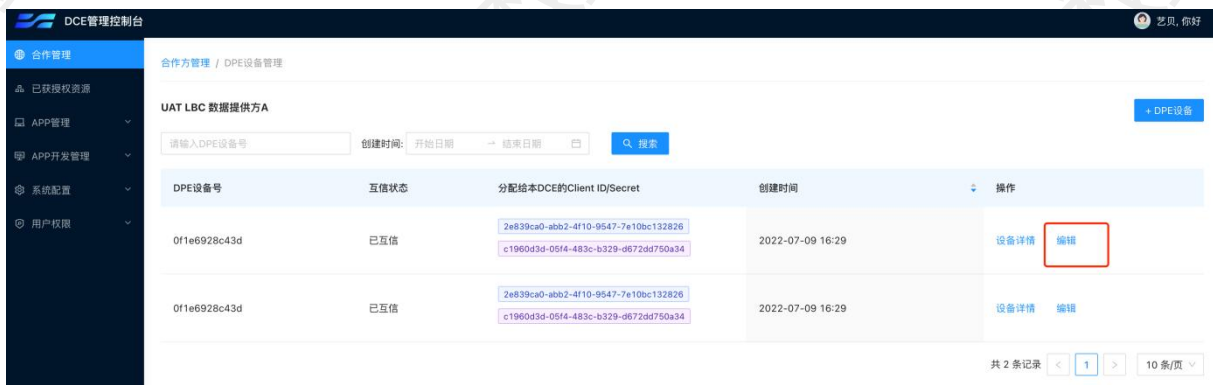 DCE管理控制台
艺贝, 你好
合作管理
已获授权资源
APP管理
APP开发管理
系统配置
用户权限
合作方管理 / DPE设备管理
UAT LBC 数据提供方A
+ DPE设备
请输入DPE设备号 创建时间: 开始日期 → 结束日期 搜索
DPE设备号 互信状态 分配给本DCE的Client ID/Secret 创建时间 操作
2e839ca0-abb2-4f10-9547-7e10bc132826
0f1e6928c43d 已互信 2022-07-09 16:29 设备详情 编辑
c1960d3d-05f4-483c-b329-d672dd750a34
2e839ca0-abb2-4f10-9547-7e10bc132826
0f1e6928c43d 已互信 2022-07-09 16:29 设备详情 编辑
c1960d3d-05f4-483c-b329-d672dd750a34
共 2 条记录 < 1 > 10 条/页